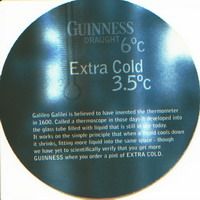 GUINNESS
DRAUGHT 6°C
Extra Cold
3.5°C
Galileo Galilei is believed to have invented the thermometer
in 1600. Called a thermoscope in those days it developed into
the glass tube filled with liquid that is still in use today.
It works on the simple principle that when a liquid cools down
it shrinks, fitting more liquid into the same space - though
we have yet to scientifically verify that you get more
GUINNESS when you order a pint of EXTRA COLD.